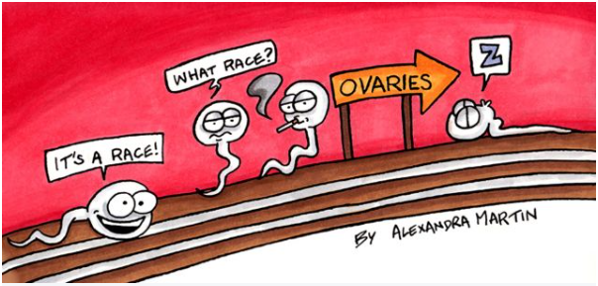 IT'S A RACE!
WHAT RACE?
OVARIES
Z
BY ALEXANDRA MARTIN